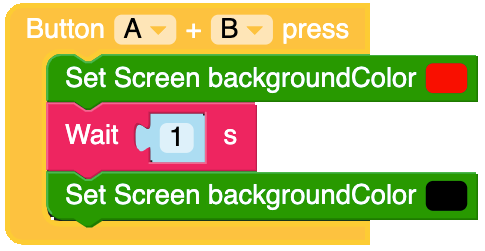 Button A + B press
Set Screen backgroundColor
Wait 1 s
Set Screen backgroundColor